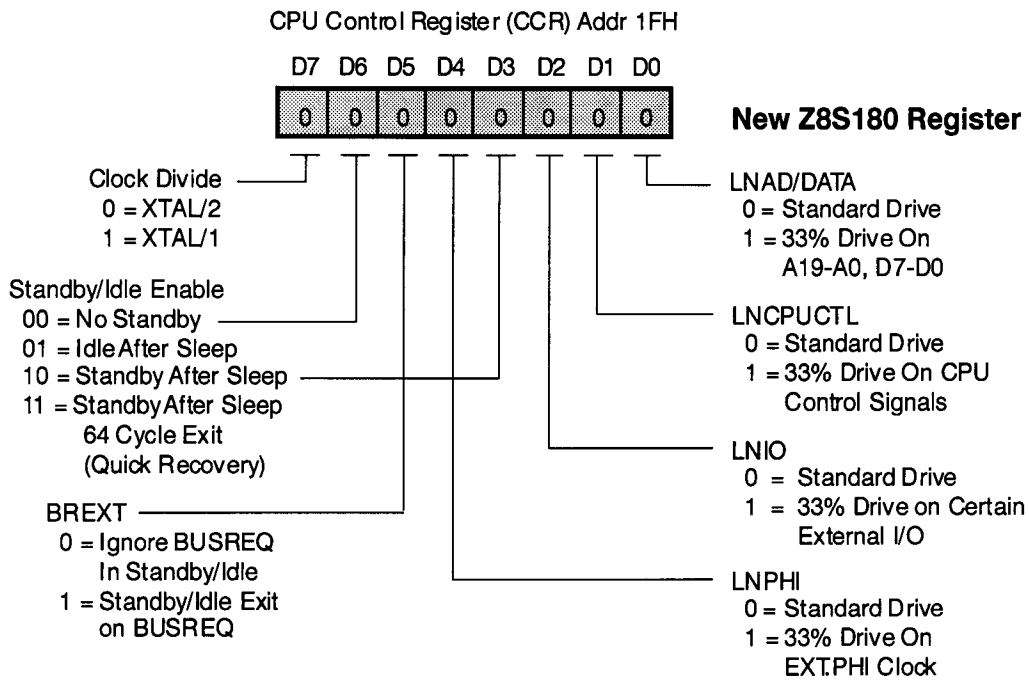 CPU Control Register (CCR) Addr 1FH
D7 D6 D5 D4 D3 D2 D1 D0
0 0 0 0 0 0 0 0
New Z8S180 Register
Clock Divide
0 = XTAL/2
1 = XTAL/1
Standby/Idle Enable
00 = No Standby
01 = Idle After Sleep
10 = Standby After Sleep
11 = Standby After Sleep
64 Cycle Exit
(Quick Recovery)
BREXT
0 = Ignore BUSREQ
In Standby/Idle
1 = Standby/Idle Exit
on BUSREQ
LNAD/DATA
0 = Standard Drive
1 = 33% Drive On
A19-A0, D7-D0
LNCPUCTL
0 = Standard Drive
1 = 33% Drive On CPU
Control Signals
LNIO
0 = Standard Drive
1 = 33% Drive on Certain
External I/O
LNPHI
0 = Standard Drive
1 = 33% Drive On
EXT.PHI Clock